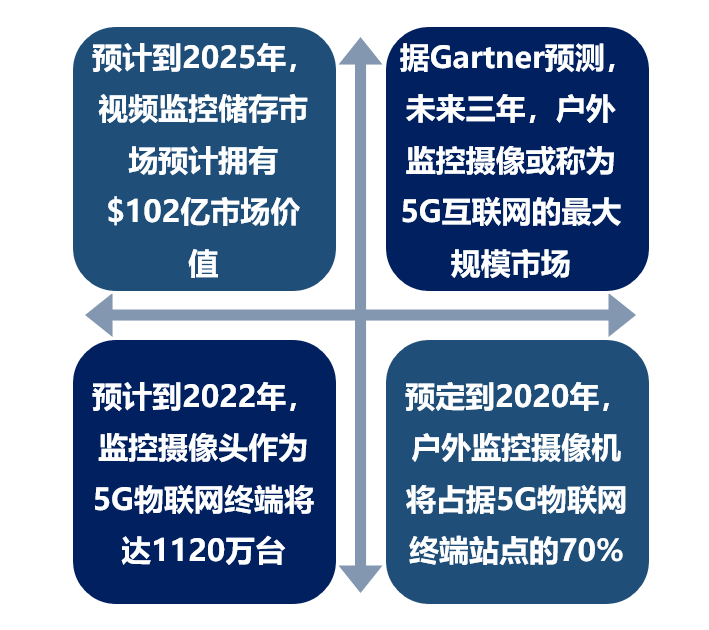 预计到2025年，
视频监控储存市
场预计拥有
$102亿市场价
值
据Gartner预测，
未来三年，户外
监控摄像或称为
5G互联网的最大
规模市场
预计到2022年，
监控摄像头作为
5G物联网终端将
达1120万台
预定到2020年，
户外监控摄像机
将占据5G物联网
终端站点的70%